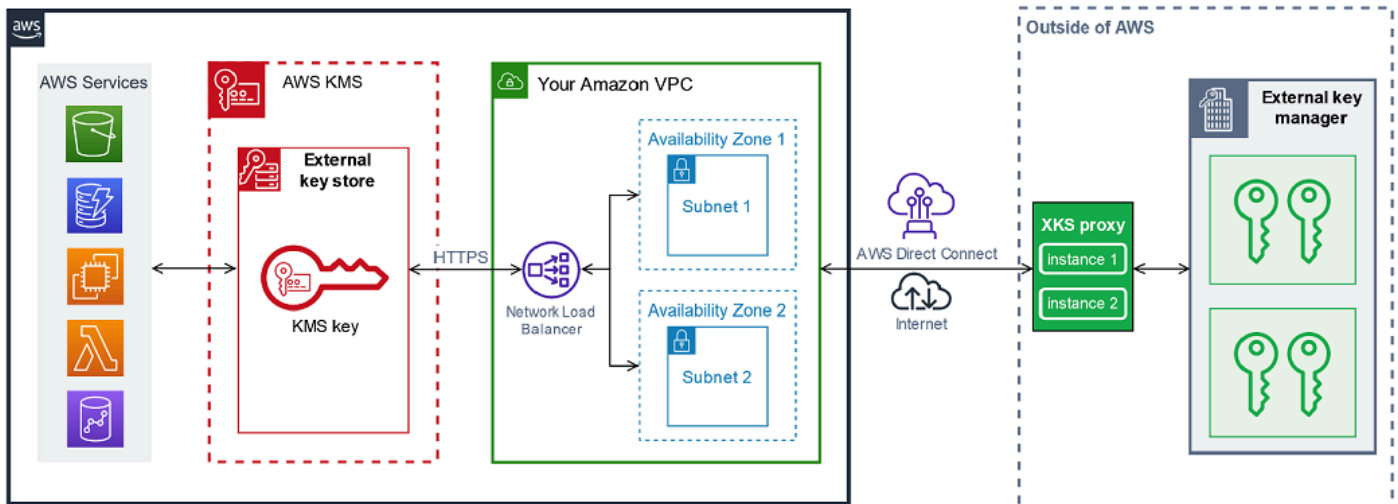 aws
AWS Services
AWS KMS
External
key store
KMS key
HTTPS
Your Amazon VPC
Network Load
Balancer
Availability Zone 1
Subnet 1
Availability Zone 2
Subnet 2
AWS Direct Connect
Internet
Outside of AWS
XKS proxy
instance 1
instance 2
External key
manager